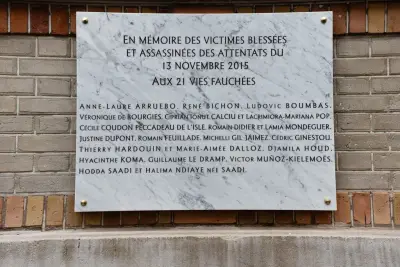 EN MÉMOIRE DES VICTIMES BLESSÉES
ET ASSASSINÉES DES ATTENTATS DU
13 NOVEMBRE 2015
AUX 21 VIES FAUCHÉES
ANNE-LAURE ARRUEBO, RENÉ BICHON, LUDOVIC BOUMBAS,
VÉRONIQUE DE BOURGIES, CIPRIAN IONUT CALCIU ET LACRIMIORA-MARIANA POP,
CÉCILE COUDON PECCADEAU DE L'ISLE, ROMAIN DIDIER ET LAMIA MONDEGUER,
JUSTINE DUPONT, ROMAIN FEUILLADE, MICHELLI GIL JAIMEZ, CÉDRIC GINESTOU,
THIERRY HARDOUIN ET MARIE-AIMÉE DALLOZ, DJAMILA HOUD,
HYACINTHE KOMA, GUILLAUME LE DRAMP, VICTOR MUÑOZ-KIELEMOËS,
HODDA SAADI ET HALIMA NDIAYE NÉE SAADI.